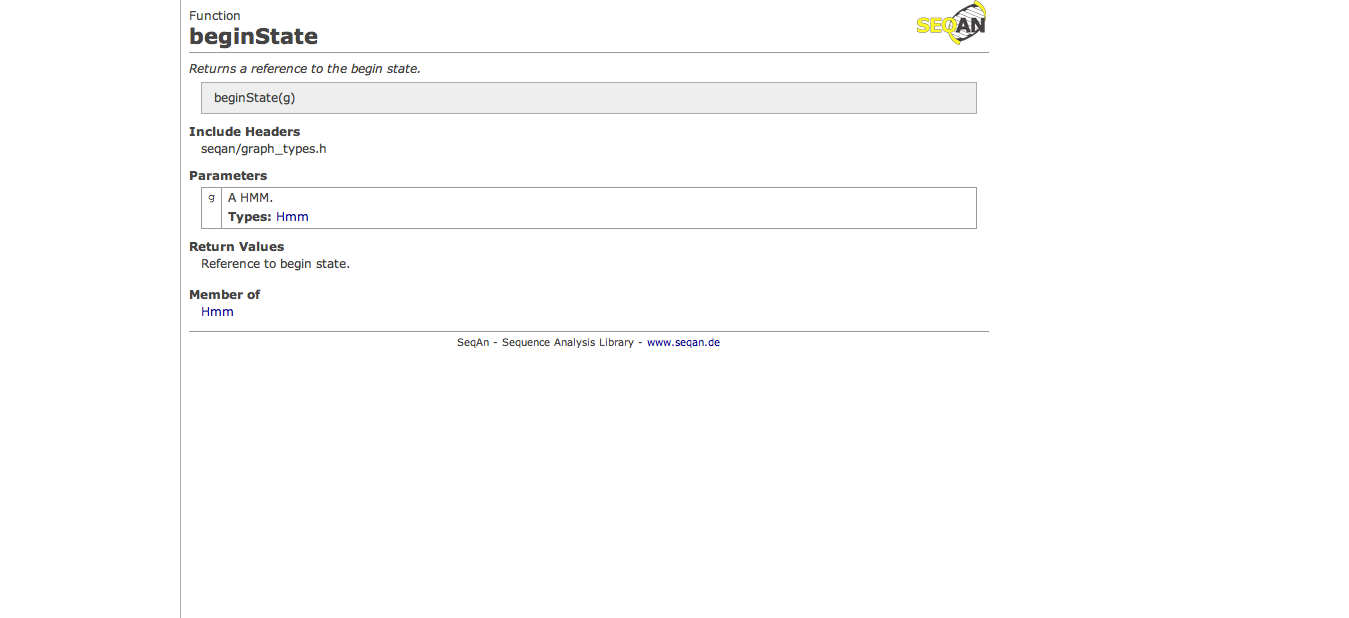 Function
beginState
SEQAN
Returns a reference to the begin state.
beginState(g)
Include Headers
seqan/graph_types.h
Parameters
g A HMM.
Types: Hmm
Return Values
Reference to begin state.
Member of
Hmm
SeqAn - Sequence Analysis Library - www.seqan.de